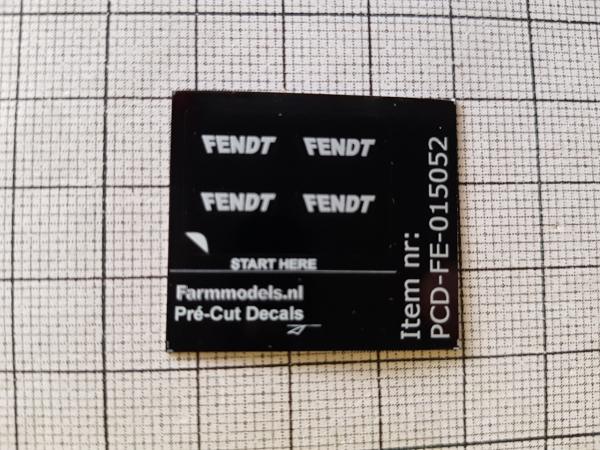 FENDT FENDT
FENDT FENDT
START HERE
Farmmodels.nl
Pré-Cut Decals
Item nr:
PCD-FE-015052